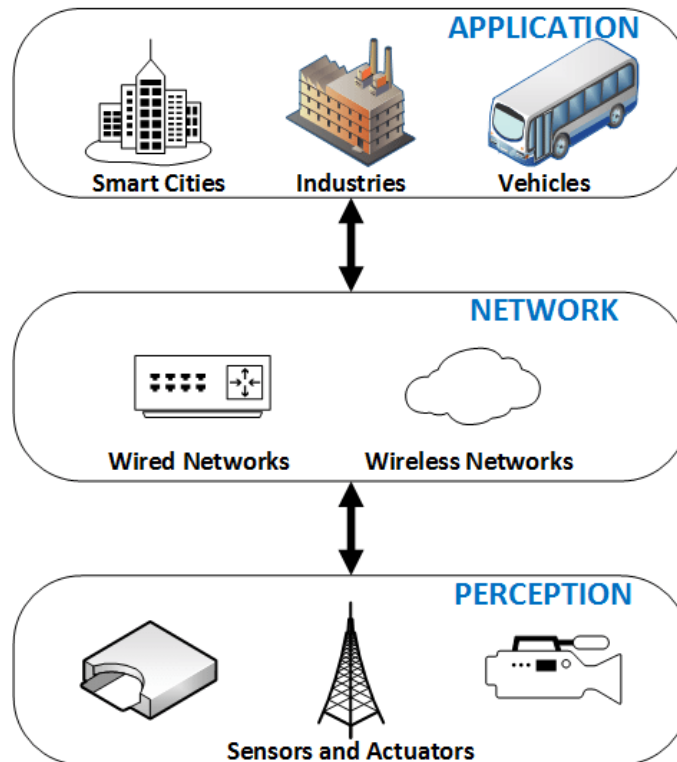 APPLICATION
Smart Cities
Industries
Vehicles
NETWORK
Wired Networks
Wireless Networks
PERCEPTION
Sensors and Actuators